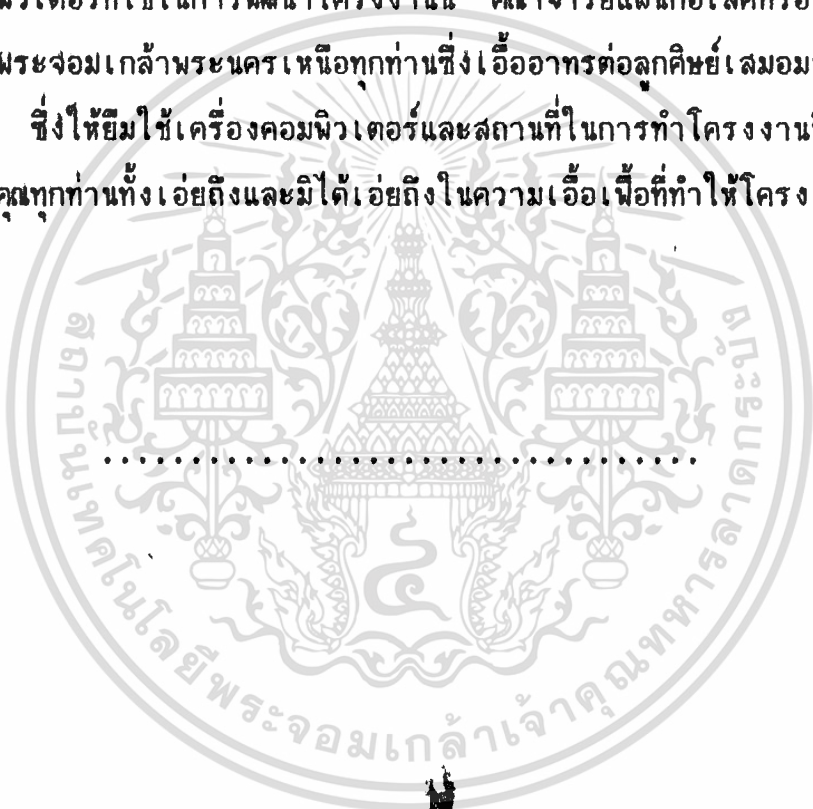 พระจอมเกล้าพระนครเหนือทุกท่านซึ่งเอื้ออาทรต่อลูกศิษย์เสมอม
ซึ่งให้ยืมใช้เครื่องคอมพิวเตอร์และสถานที่ในการทำโครงงาน
คุณทุกท่านทั้งเอ่ยถึงและมิได้เอ่ยถึงในความเอื้อเฟื้อที่ทำให้โครง
...................................
สถาบันเทคโนโลยีพระจอมเกล้าเจ้าคุณทหารลาดกระบัง